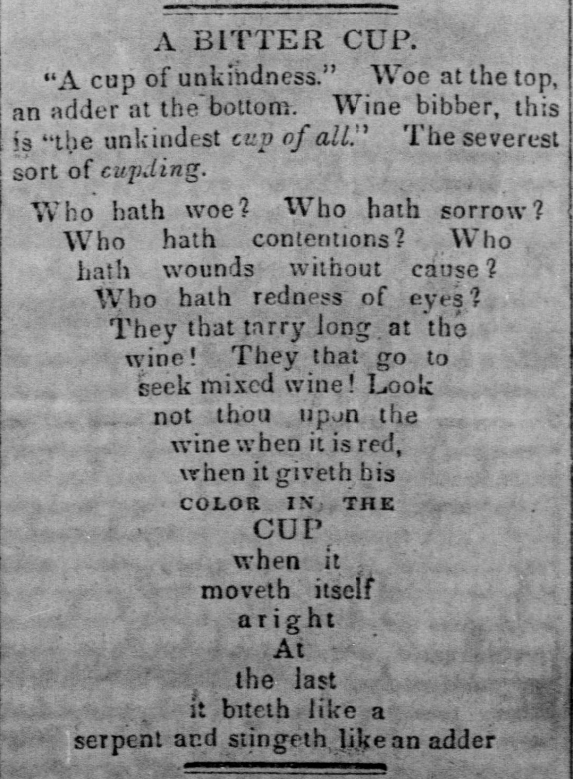 A BITTER CUP.
"A cup of unkindness." Woe at the top,
an adder at the bottom. Wine bibber, this
is "the unkindest cup of all." The severest
sort of cupding.
Who hath woe? Who hath sorrow?
Who hath contentions? Who
hath wounds without cause?
Who hath redness of eyes?
They that tarry long at the
wine! They that go to
seek mixed wine! Look
not thou upon the
wine when it is red,
when it giveth his
COLOR IN THE
CUP
when it
moveth itself
aright
At
the last
it biteth like a
serpent and stingeth like an adder